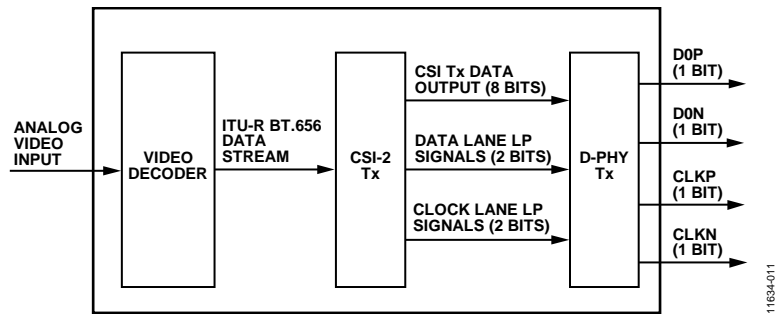 ANALOG
VIDEO
INPUT
VIDEO
DECODER
ITU-R BT.656
DATA
STREAM
CSI-2
Tx
CSI Tx DATA
OUTPUT (8 BITS)
DATA LANE LP
SIGNALS (2 BITS)
CLOCK LANE LP
SIGNALS (2 BITS)
D-PHY
Tx
D0P
(1 BIT)
D0N
(1 BIT)
CLKP
(1 BIT)
CLKN
(1 BIT)
11634-011